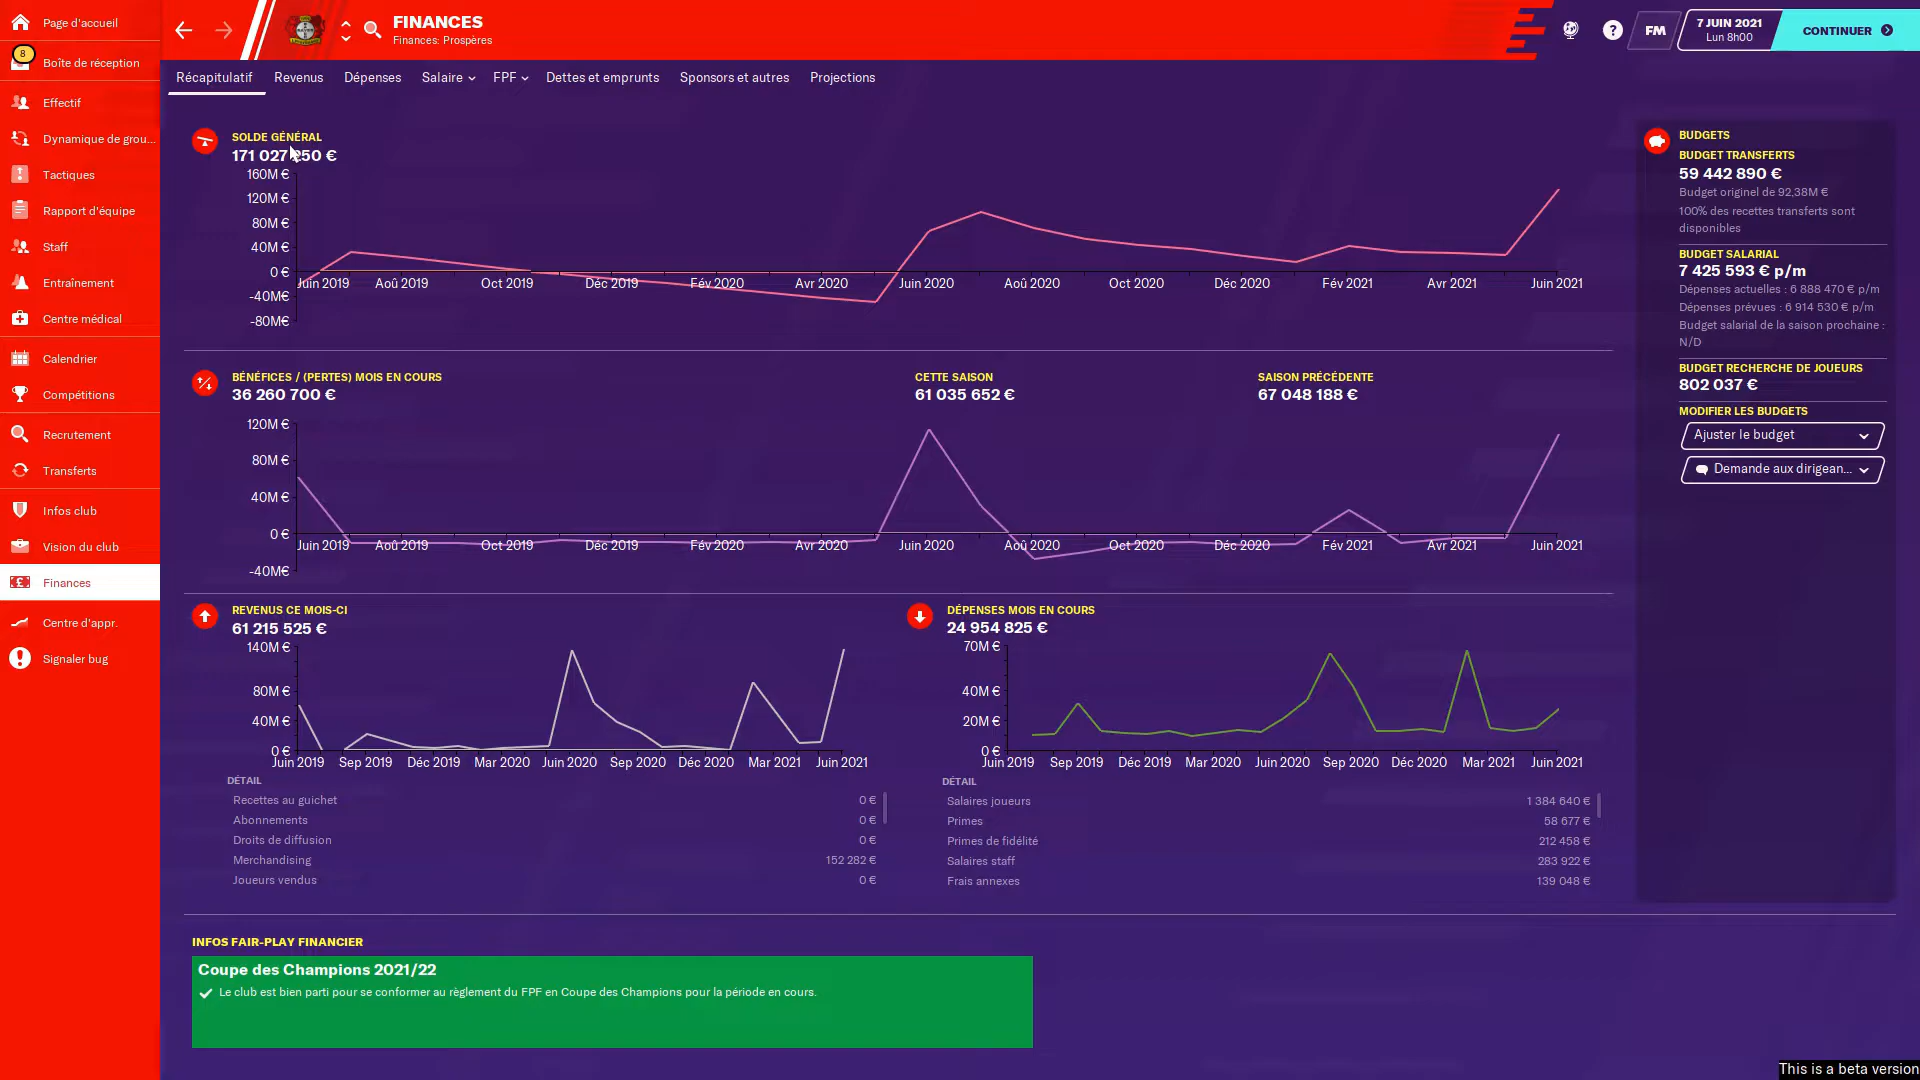 Page d'accueil
8
Boîte de réception
Effectif
Dynamique de grou...
Tactiques
Rapport d'équipe
Staff
Entraînement
Centre médical
Calendrier
Compétitions
Recrutement
Transferts
Infos club
Vision du club
Finances
Centre d'appr.
Signaler bug
FINANCES
Finances: Prospères
?
FM
7 JUIN 2021
Lun 8h00
CONTINUER
Récapitulatif Revenus Dépenses Salaire FPF Dettes et emprunts Sponsors et autres Projections
SOLDE GÉNÉRAL
171 027 250 €
160M €
120M €
80M €
40M €
0 €
-40M€
-80M€
Juin 2019 Aoû 2019 Oct 2019 Déc 2019 Fév 2020 Avr 2020 Juin 2020 Aoû 2020 Oct 2020 Déc 2020 Fév 2021 Avr 2021 Juin 2021
BÉNÉFICES / (PERTES) MOIS EN COURS
36 260 700 €
CETTE SAISON
61 035 652 €
SAISON PRÉCÉDENTE
67 048 188 €
120M €
80M €
40M €
0 €
-40M€
Juin 2019 Aoû 2019 Oct 2019 Déc 2019 Fév 2020 Avr 2020 Juin 2020 Aoû 2020 Oct 2020 Déc 2020 Fév 2021 Avr 2021 Juin 2021
REVENUS CE MOIS-CI
61 215 525 €
140M €
80M €
40M €
0 €
Juin 2019 Sep 2019 Déc 2019 Mar 2020 Juin 2020 Sep 2020 Déc 2020 Mar 2021 Juin 2021
DÉTAIL
Recettes au guichet 0 €
Abonnements 0 €
Droits de diffusion 0 €
Merchandising 152 282 €
Joueurs vendus 0 €
DÉPENSES MOIS EN COURS
24 954 825 €
70M €
40M €
20M €
0 €
Juin 2019 Sep 2019 Déc 2019 Mar 2020 Juin 2020 Sep 2020 Déc 2020 Mar 2021 Juin 2021
DÉTAIL
Salaires joueurs 1 384 640 €
Primes 58 677 €
Primes de fidélité 212 458 €
Salaires staff 283 922 €
Frais annexes 139 048 €
BUDGETS
BUDGET TRANSFERTS
59 442 890 €
Budget originel de 92,38M €
100% des recettes transferts sont
disponibles
BUDGET SALARIAL
7 425 593 € p/m
Dépenses actuelles : 6 888 470 € p/m
Dépenses prévues : 6 914 530 € p/m
Budget salarial de la saison prochaine :
N/D
BUDGET RECHERCHE DE JOUEURS
802 037 €
MODIFIER LES BUDGETS
Ajuster le budget
Demande aux dirigean...
INFOS FAIR-PLAY FINANCIER
Coupe des Champions 2021/22
Le club est bien parti pour se conformer au règlement du FPF en Coupe des Champions pour la période en cours.
This is a beta version